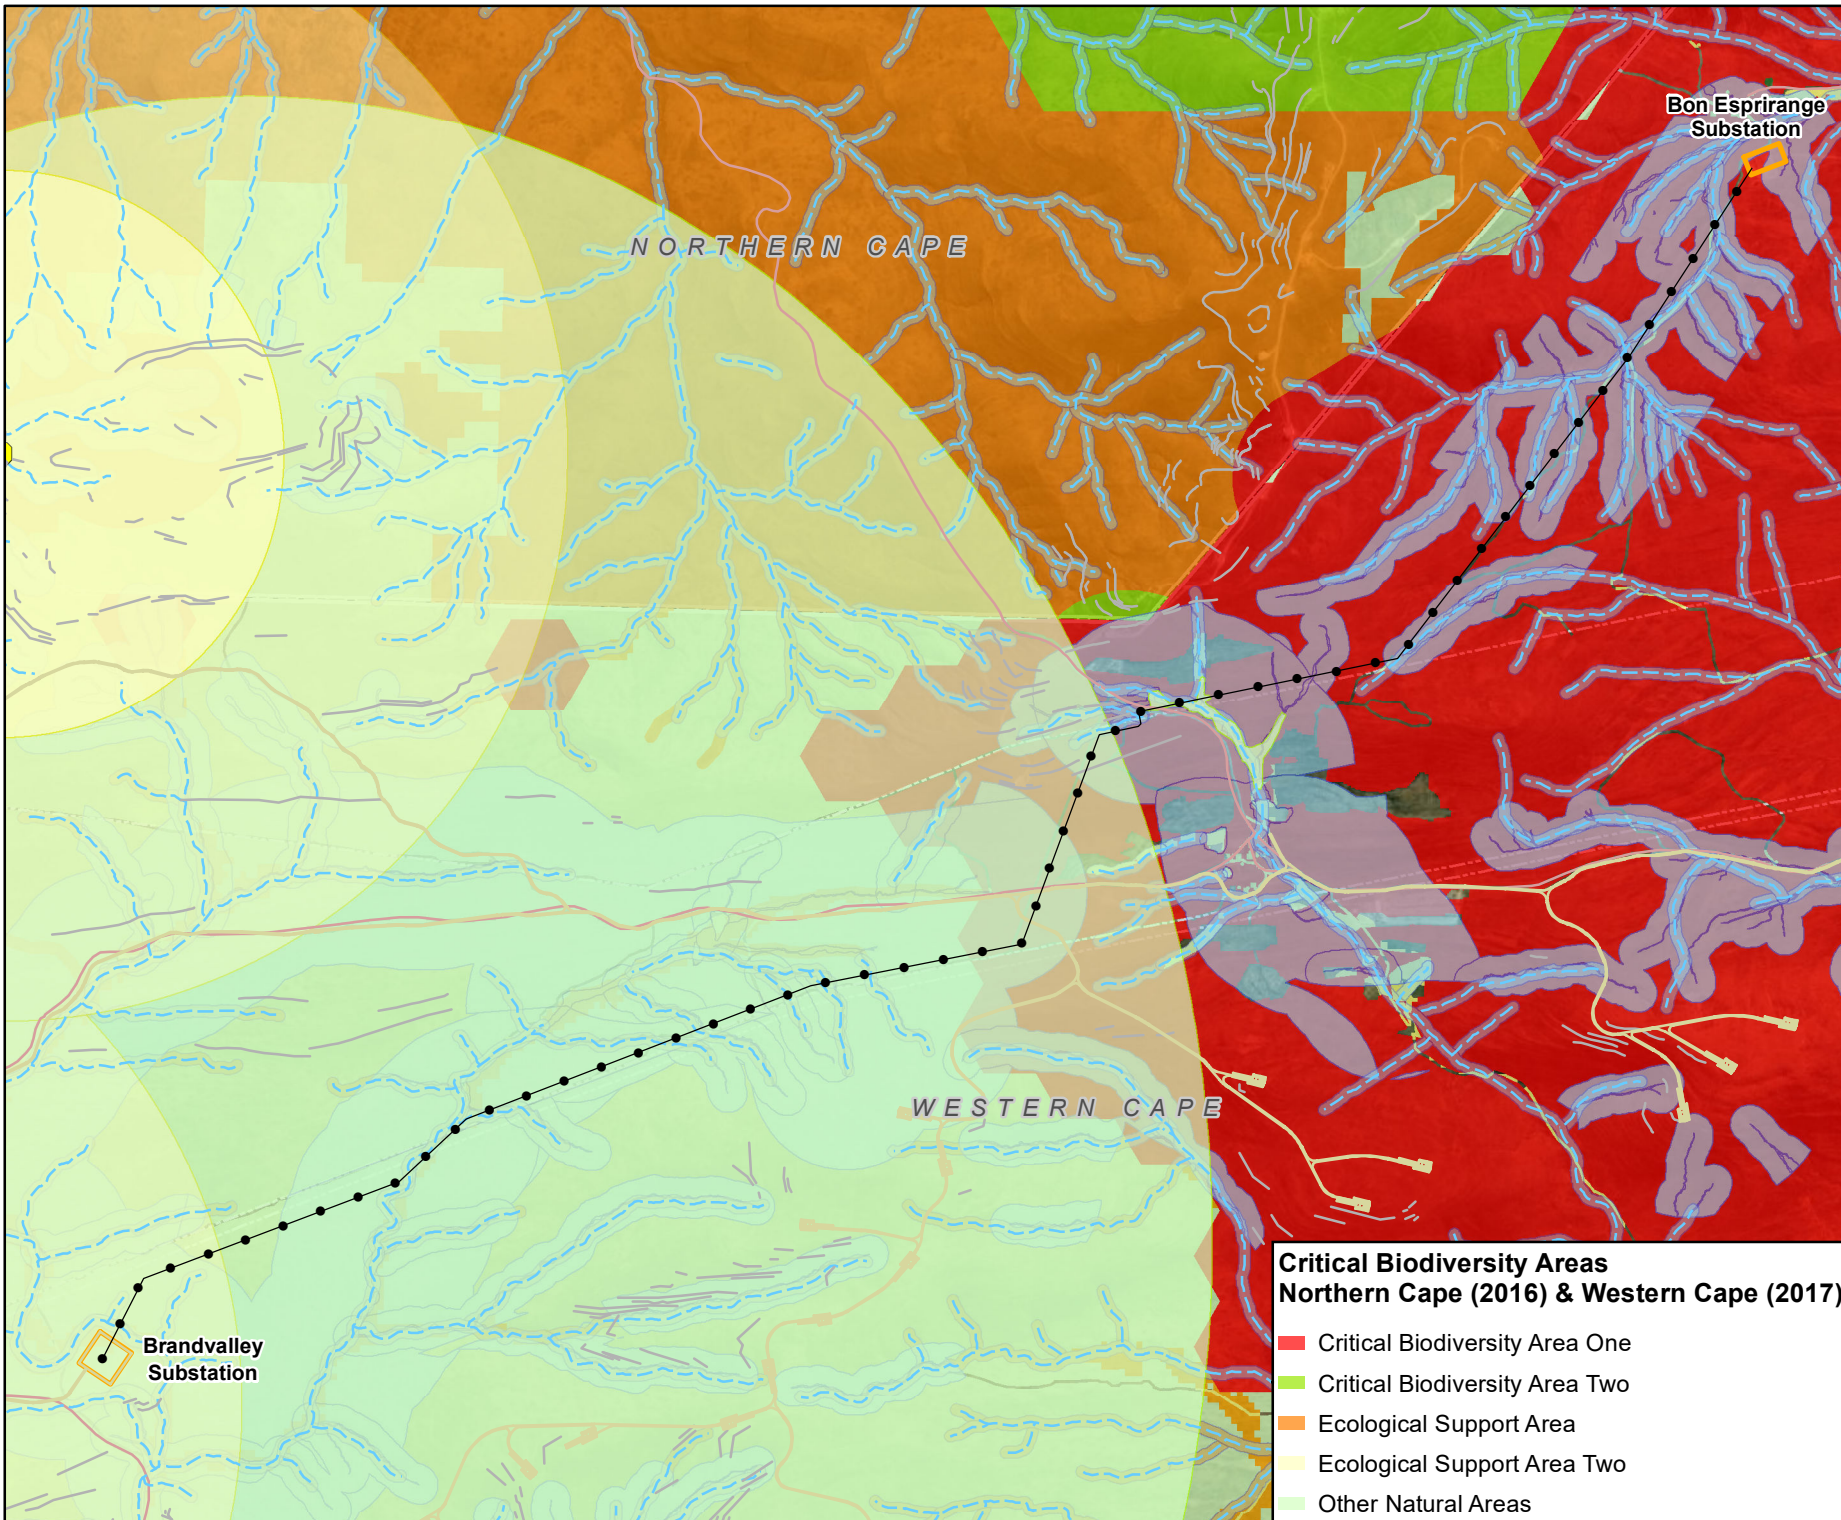 Bon Esprirange
Substation
NORTHERN CAPE
WESTERN CAPE
Brandvalley
Substation
Critical Biodiversity Areas
Northern Cape (2016) & Western Cape (2017)
Critical Biodiversity Area One
Critical Biodiversity Area Two
Ecological Support Area
Ecological Support Area Two
Other Natural Areas